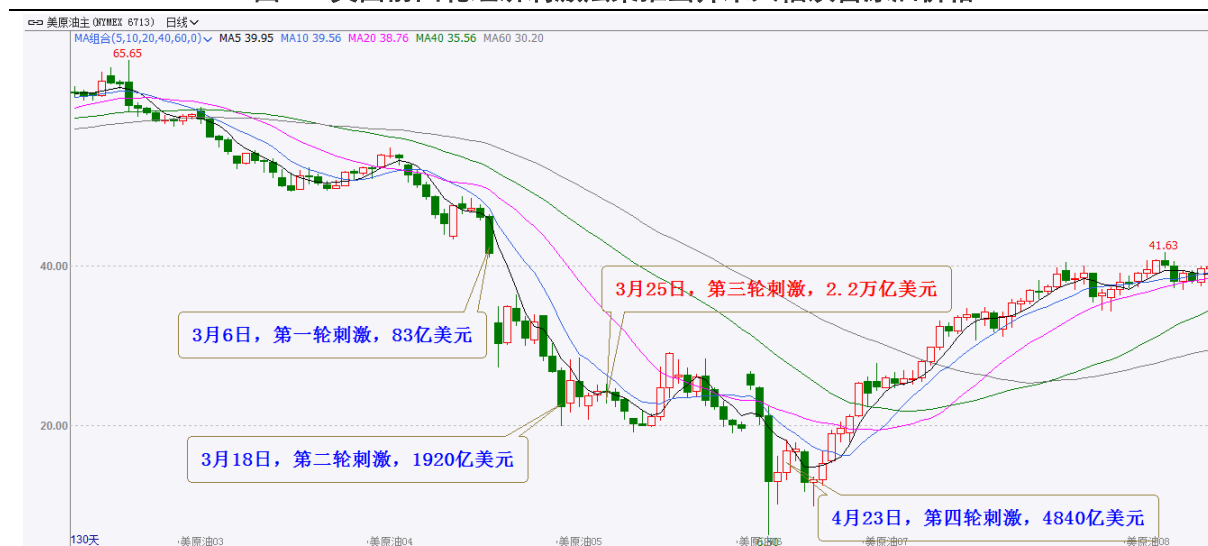 美原油主(NYMEX 6713) 日线
MA组合(5,10,20,40,60,0) MA5 39.95 MA10 39.56 MA20 38.76 MA40 35.56 MA60 30.20
65.65
41.63
40.00
3月25日，第三轮刺激，2.2万亿美元
3月6日，第一轮刺激，83亿美元
20.00
3月18日，第二轮刺激，1920亿美元
4月23日，第四轮刺激，4840亿美元
130天
美原油03
美原油04
美原油05
美原油07
美原油08